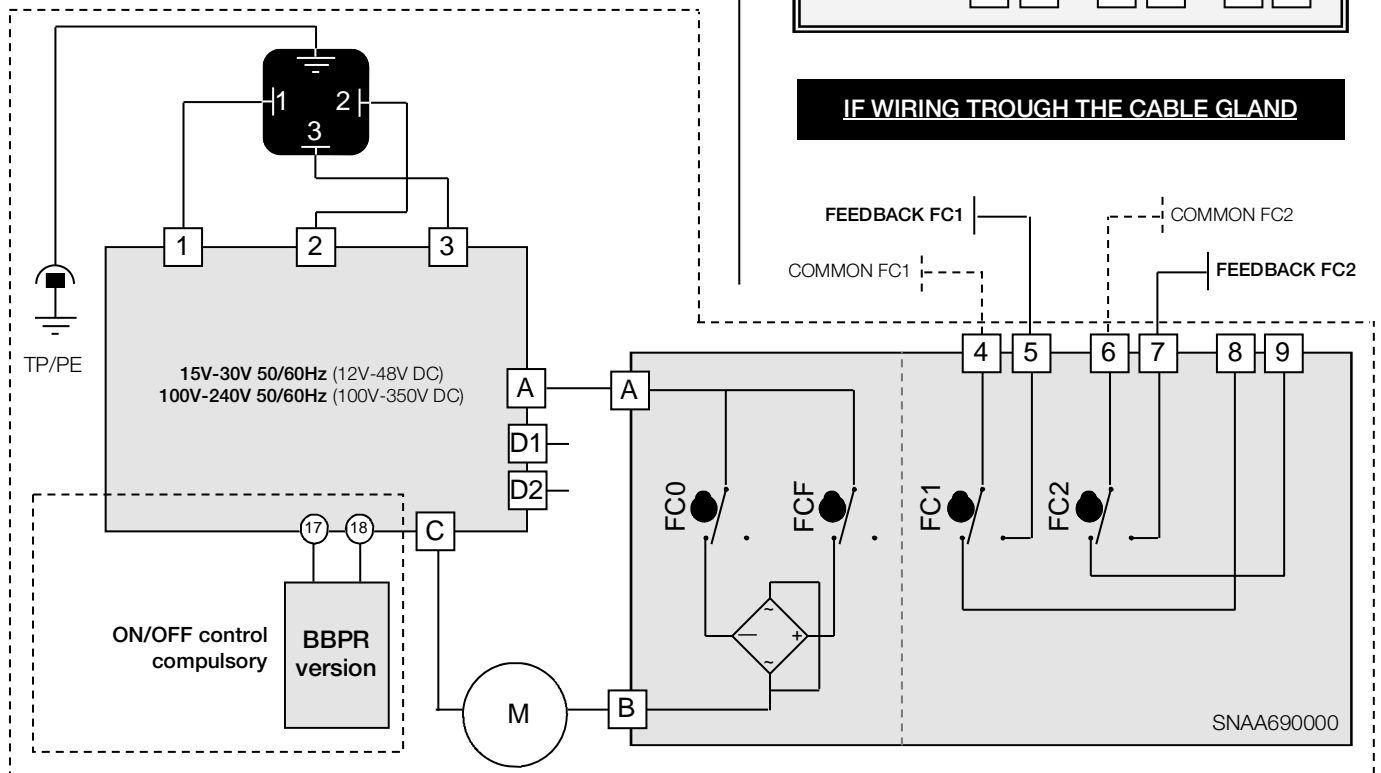 1 2
3
IF WIRING TROUGH THE CABLE GLAND
FEEDBACK FC1
COMMON FC2
COMMON FC1
FEEDBACK FC2
1 2 3
TP/PE
15V-30V 50/60Hz (12V-48V DC)
100V-240V 50/60Hz (100V-350V DC)
A
D1
D2
C
17 18
ON/OFF control
compulsory
BBPR
version
M
A
B
4 5 6 7 8 9
FC0
FCF
FC1
FC2
~
— +
~
SNAA690000